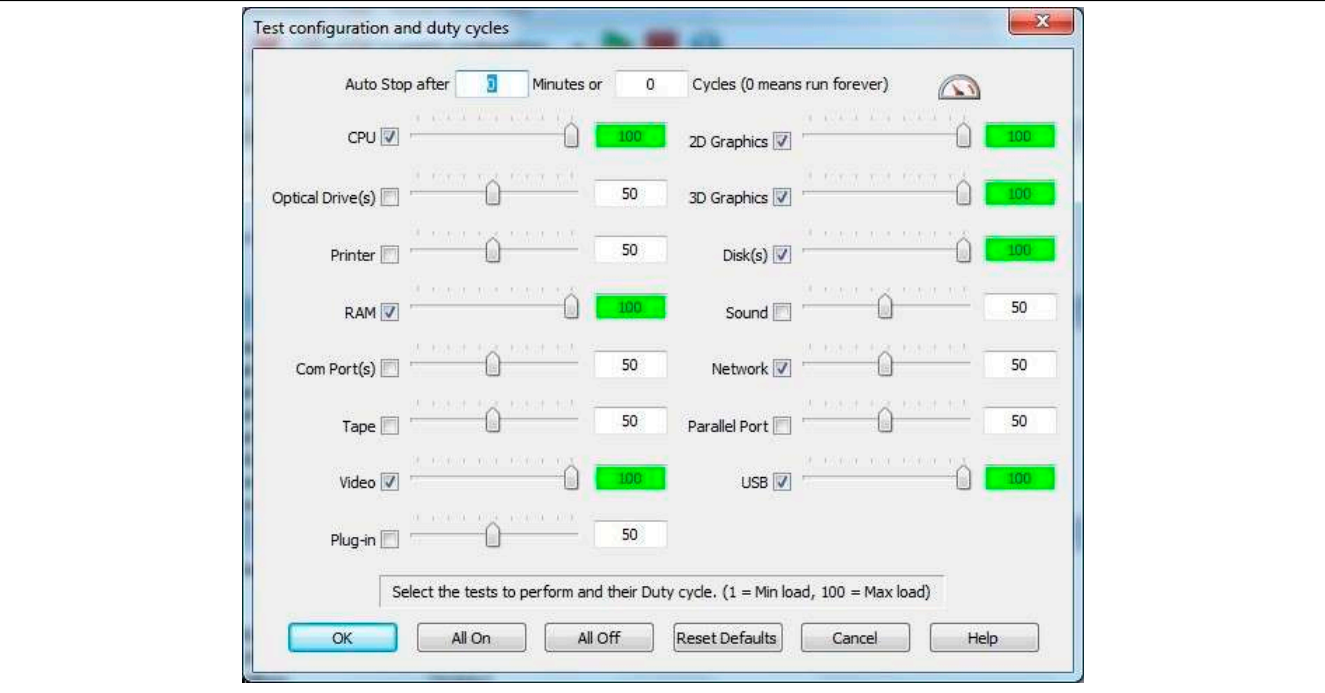 Test configuration and duty cycles
Auto Stop after 0 Minutes or 0 Cycles (0 means run forever)
CPU 100 2D Graphics 100
Optical Drive(s) 50 3D Graphics 100
Printer 50 Disk(s) 100
RAM 100 Sound 50
Com Port(s) 50 Network 50
Tape 50 Parallel Port 50
Video 100 USB 100
Plug-in 50
Select the tests to perform and their Duty cycle. (1 = Min load, 100 = Max load)
OK All On All Off Reset Defaults Cancel Help